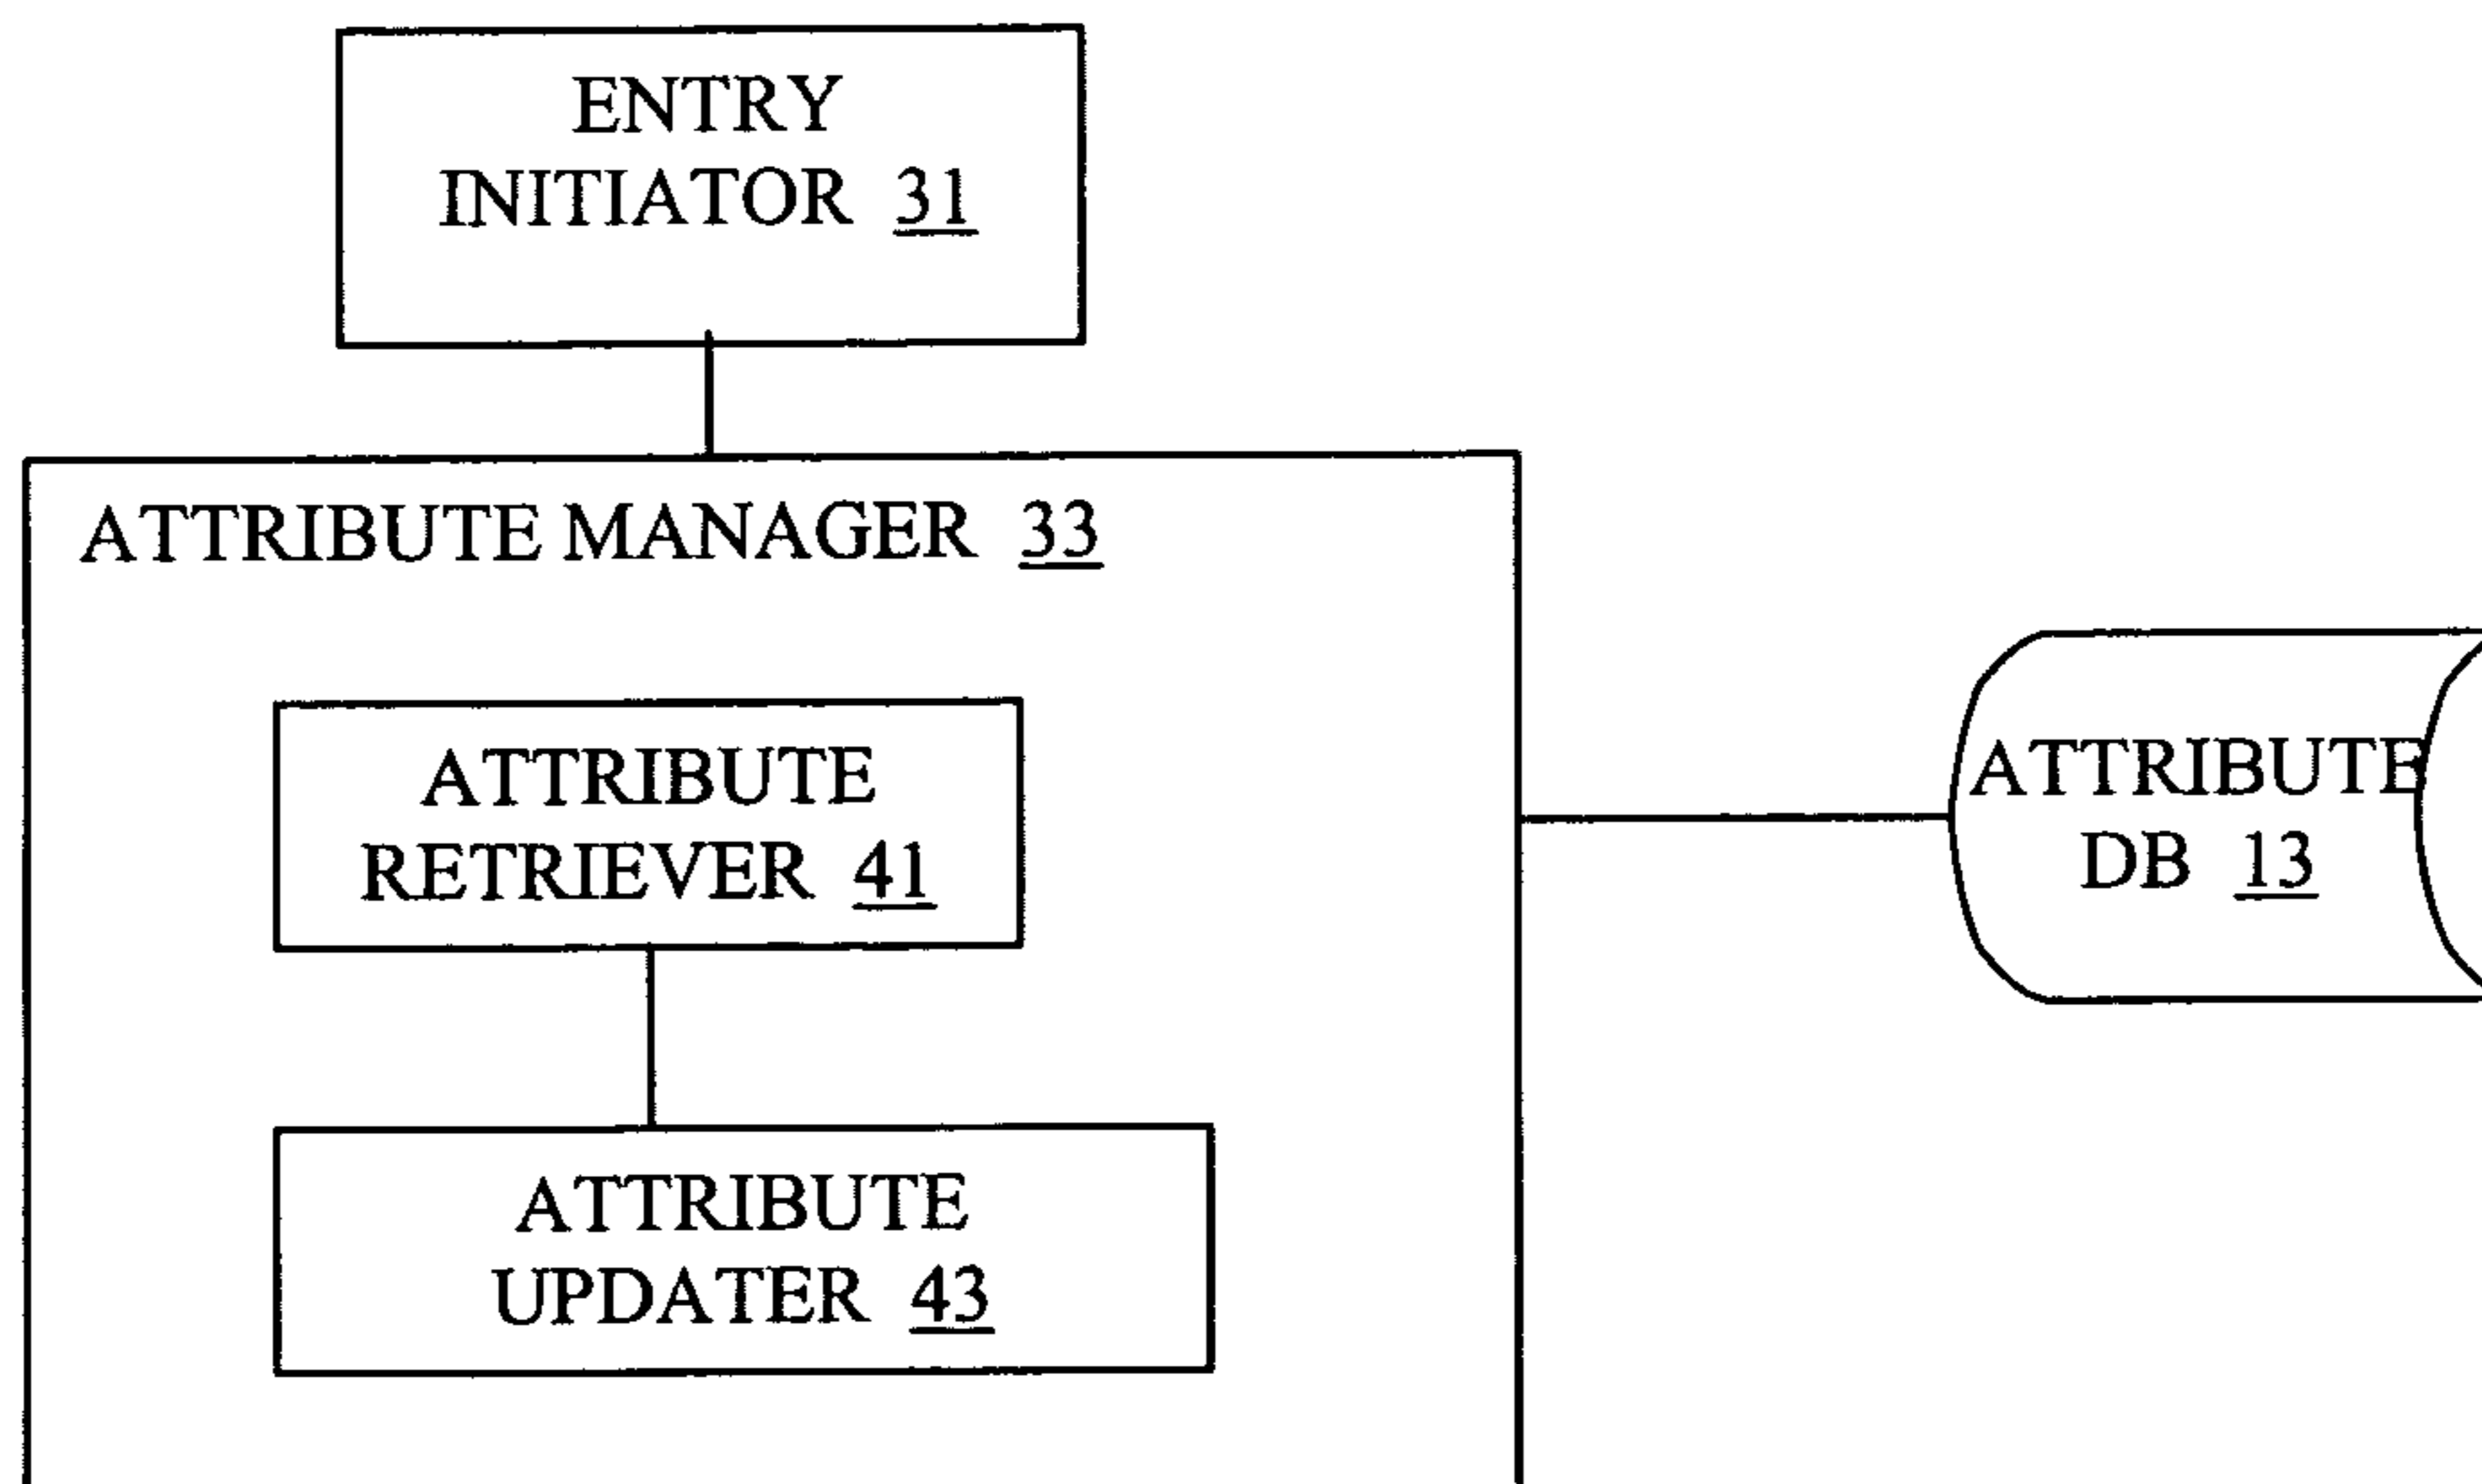 ENTRY
INITIATOR 31
ATTRIBUTE MANAGER 33
ATTRIBUTE
RETRIEVER 41
ATTRIBUTE
DB 13
ATTRIBUTE
UPDATER 43